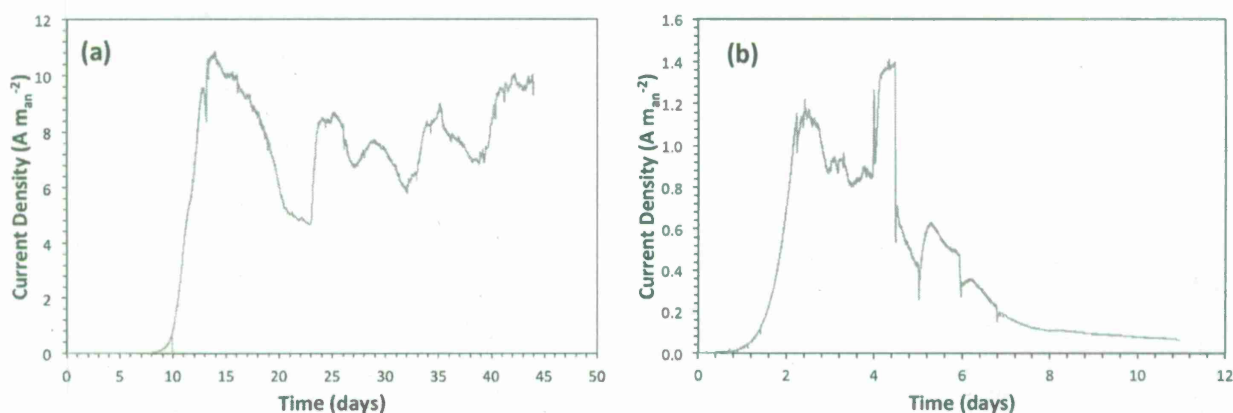 (a)
Current Density (A m_an^-2)
12
10
8
6
4
2
0
0 5 10 15 20 25 30 35 40 45 50
Time (days)
(b)
Current Density (A m_an^-2)
1.6
1.4
1.2
1.0
0.8
0.6
0.4
0.2
0.0
0 2 4 6 8 10 12
Time (days)